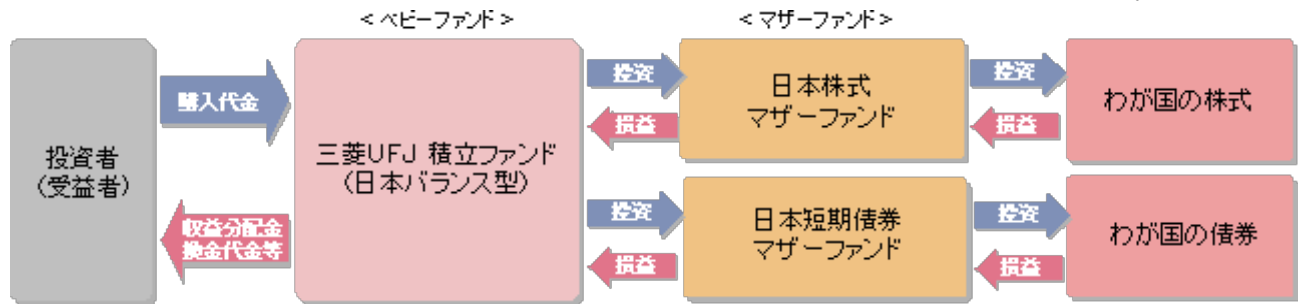 <ベビーファンド>
<マザーファンド>
投資者
(受益者)
購入代金
収益分配金
換金代金等
三菱UFJ 積立ファンド
(日本バランス型)
投資
損益
日本株式
マザーファンド
投資
損益
わが国の株式
投資
損益
日本短期債券
マザーファンド
投資
損益
わが国の債券